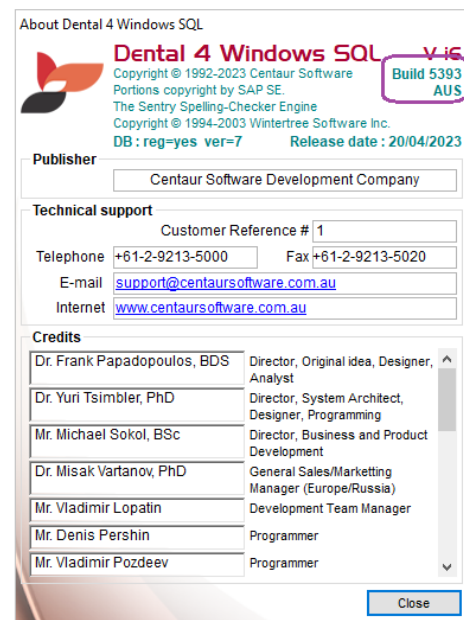 About Dental 4 Windows SQL
Dental 4 Windows SQL V i6
Copyright © 1992-2023 Centaur Software
Build 5393
Portions copyright by SAP SE.
AUS
The Sentry Spelling-Checker Engine
Copyright © 1994-2003 Wintertree Software Inc.
DB : reg=yes ver=7 Release date : 20/04/2023
Publisher
Centaur Software Development Company
Technical support
Customer Reference # 1
Telephone +61-2-9213-5000 Fax +61-2-9213-5020
E-mail support@centaursoftware.com.au
Internet www.centaursoftware.com.au
Credits
Dr. Frank Papadopoulos, BDS Director, Original idea, Designer,
Analyst
Dr. Yuri Tsimbler, PhD Director, System Architect,
Designer, Programming
Mr. Michael Sokol, BSc Director, Business and Product
Development
Dr. Misak Vartanov, PhD General Sales/Marketting
Manager (Europe/Russia)
Mr. Vladimir Lopatin Development Team Manager
Mr. Denis Pershin Programmer
Mr. Vladimir Pozdeev Programmer
Close